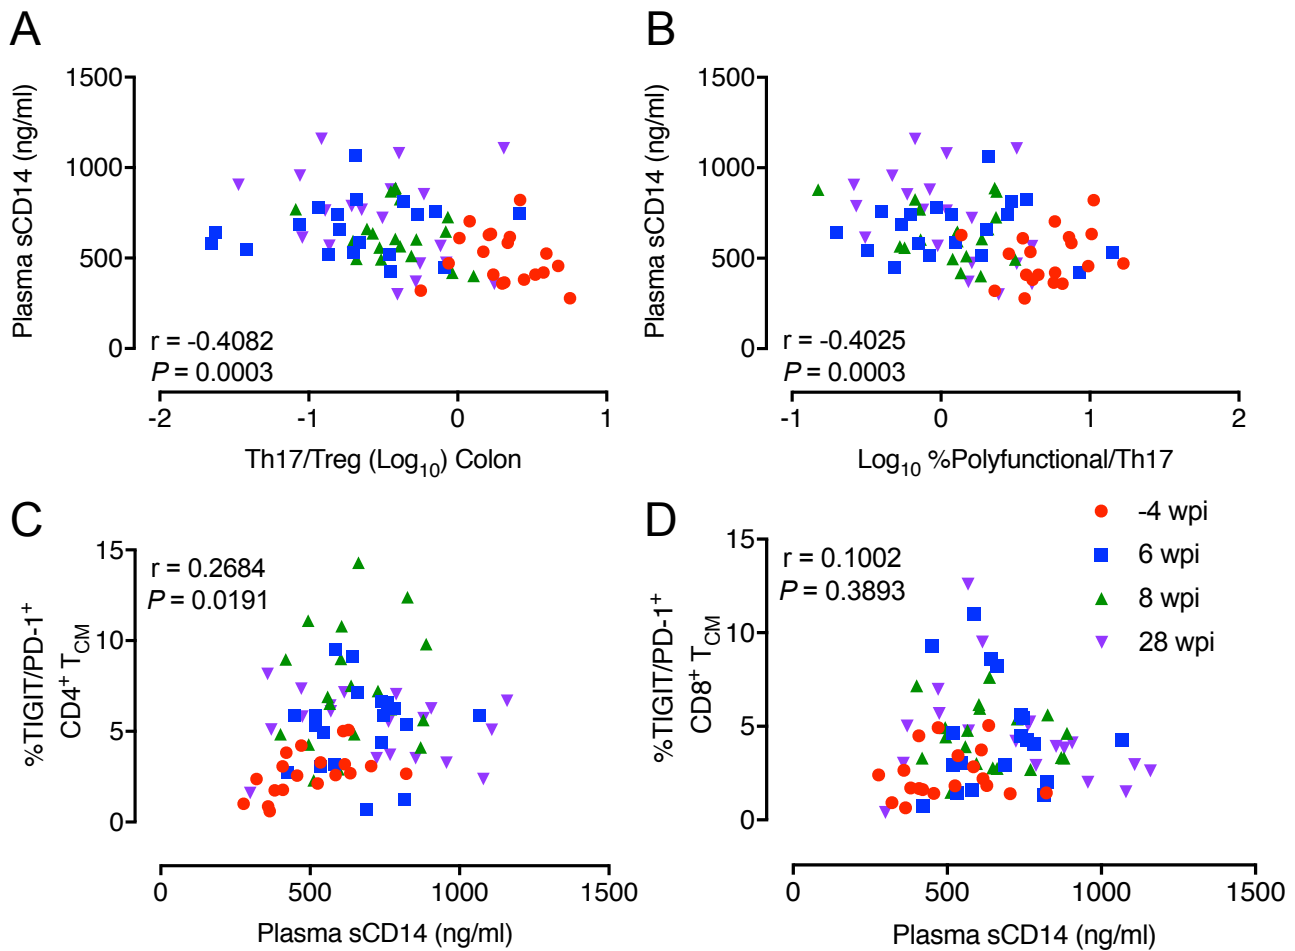 A
Plasma sCD14 (ng/ml)
1500
1000
500
0
r = -0.4082
P = 0.0003
-2 -1 0 1
Th17/Treg (Log10) Colon
B
Plasma sCD14 (ng/ml)
1500
1000
500
0
r = -0.4025
P = 0.0003
-1 0 1 2
Log10 %Polyfunctional/Th17
C
%TIGIT/PD-1+
CD4+ TCM
15
10
5
0
r = 0.2684
P = 0.0191
0 500 1000 1500
Plasma sCD14 (ng/ml)
D
%TIGIT/PD-1+
CD8+ TCM
15
10
5
0
r = 0.1002
P = 0.3893
-4 wpi
6 wpi
8 wpi
28 wpi
0 500 1000 1500
Plasma sCD14 (ng/ml)